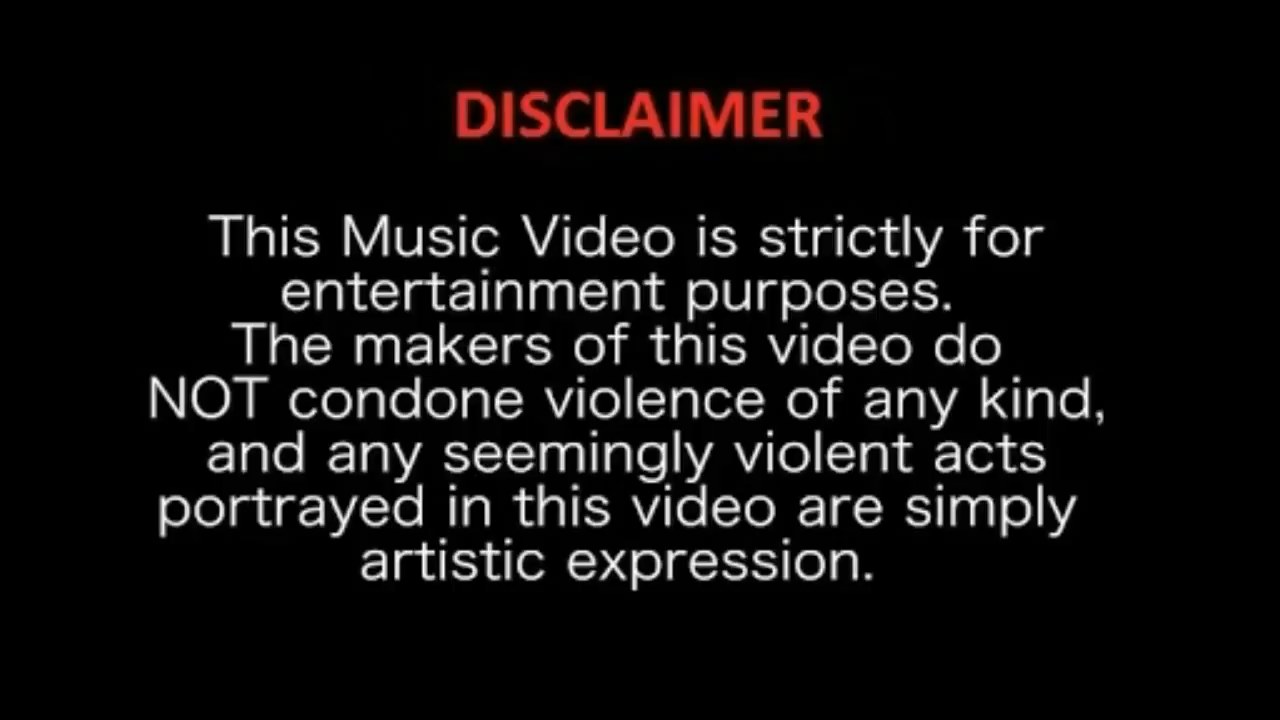 DISCLAIMER
This Music Video is strictly for
entertainment purposes.
The makers of this video do
NOT condone violence of any kind,
and any seemingly violent acts
portrayed in this video are simply
artistic expression.